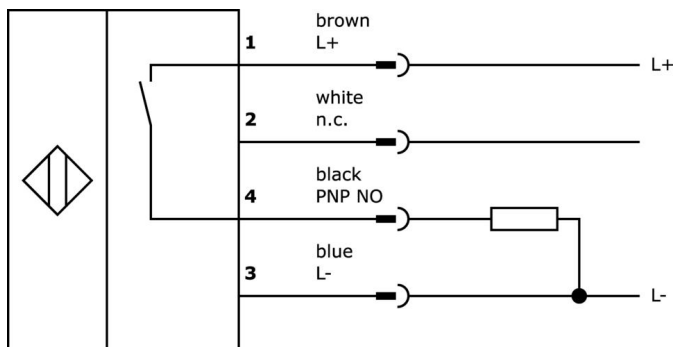 brown
1 L+
L+
white
2 n.c.
black
4 PNP NO
blue
3 L-
L-